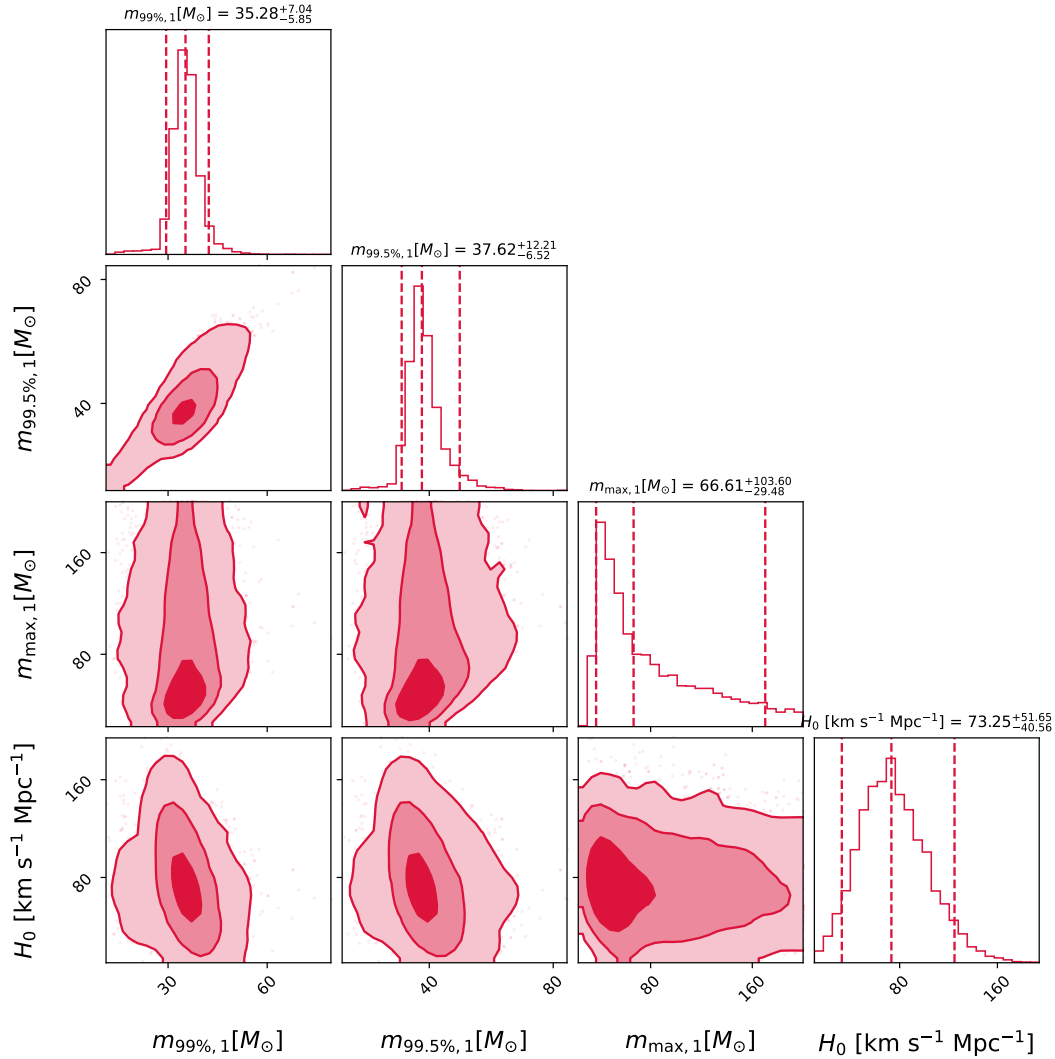 m₉₉%,₁[M⊙] = 35.28⁺⁷·⁰⁴₋₅.₈₅
m₉₉.₅%,₁[M⊙] = 37.62⁺¹²·²¹₋₆.₅₂
80
40
m₉₉.₅%,₁[M⊙]
m_max,1[M⊙] = 66.61⁺¹⁰³·⁶⁰₋₂₉.₄₈
160
80
m_max,1[M⊙]
H₀ [km s⁻¹ Mpc⁻¹] = 73.25⁺⁵¹·⁶⁵₋₄₀.₅₆
160
80
H₀ [km s⁻¹ Mpc⁻¹]
30
60
40
80
80
160
80
160
m₉₉%,₁[M⊙]
m₉₉.₅%,₁[M⊙]
m_max,1[M⊙]
H₀ [km s⁻¹ Mpc⁻¹]